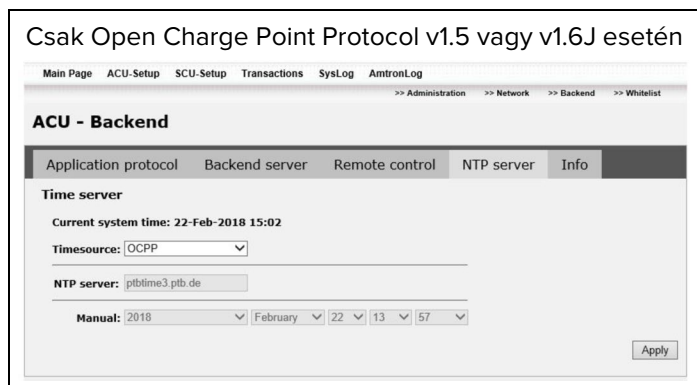 Csak Open Charge Point Protocol v1.5 vagy v1.6J esetén
Main Page ACU-Setup SCU-Setup Transactions SysLog AmtronLog
>> Administration >> Network >> Backend >> Whitelist
ACU - Backend
Application protocol Backend server Remote control NTP server Info
Time server
Current system time: 22-Feb-2018 15:02
Timesource: OCPP
NTP server: ptbtime3.ptb.de
Manual: 2018 February 22 13 57
Apply